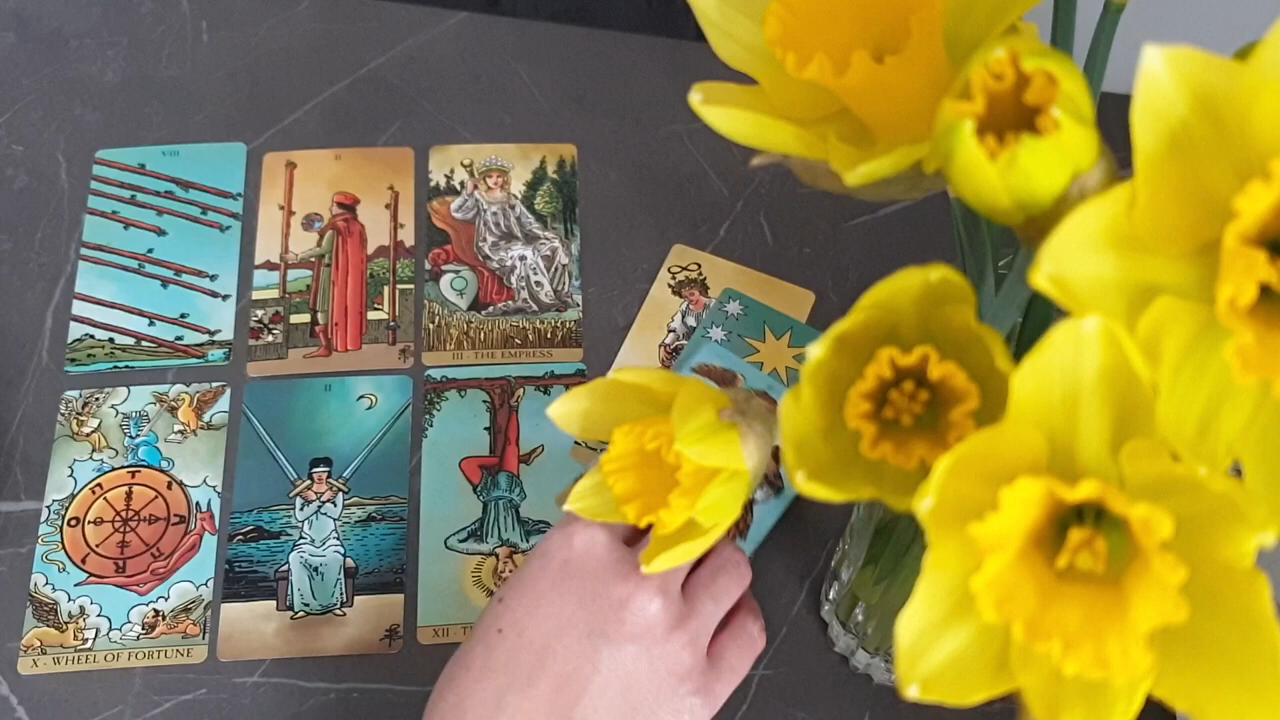 VIII
II
III - THE EMPRESS
II
X - WHEEL OF FORTUNE
XII - T